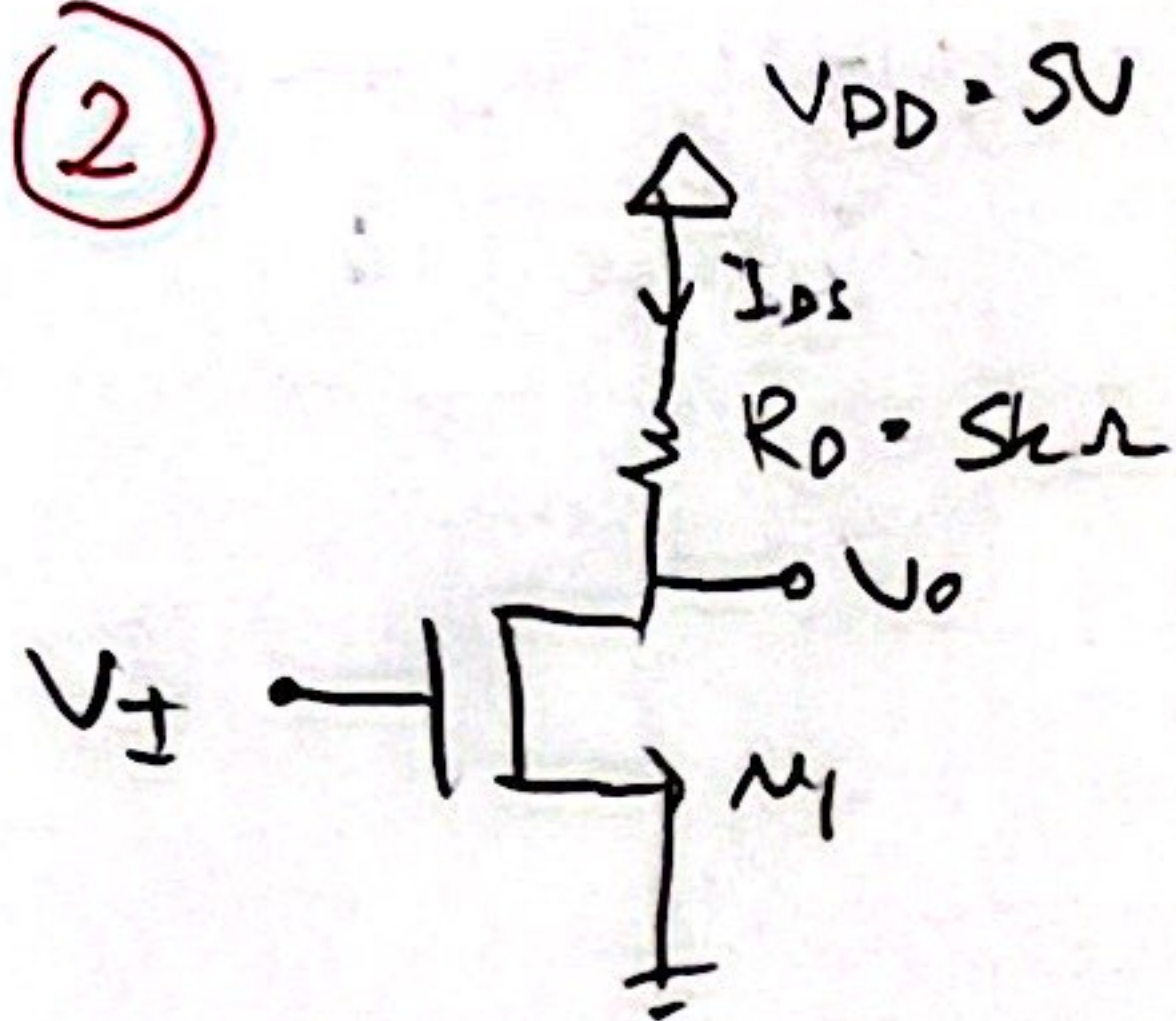 2
VDD = 5V
IDS
RD = 5kΩ
Vo
VI
M1